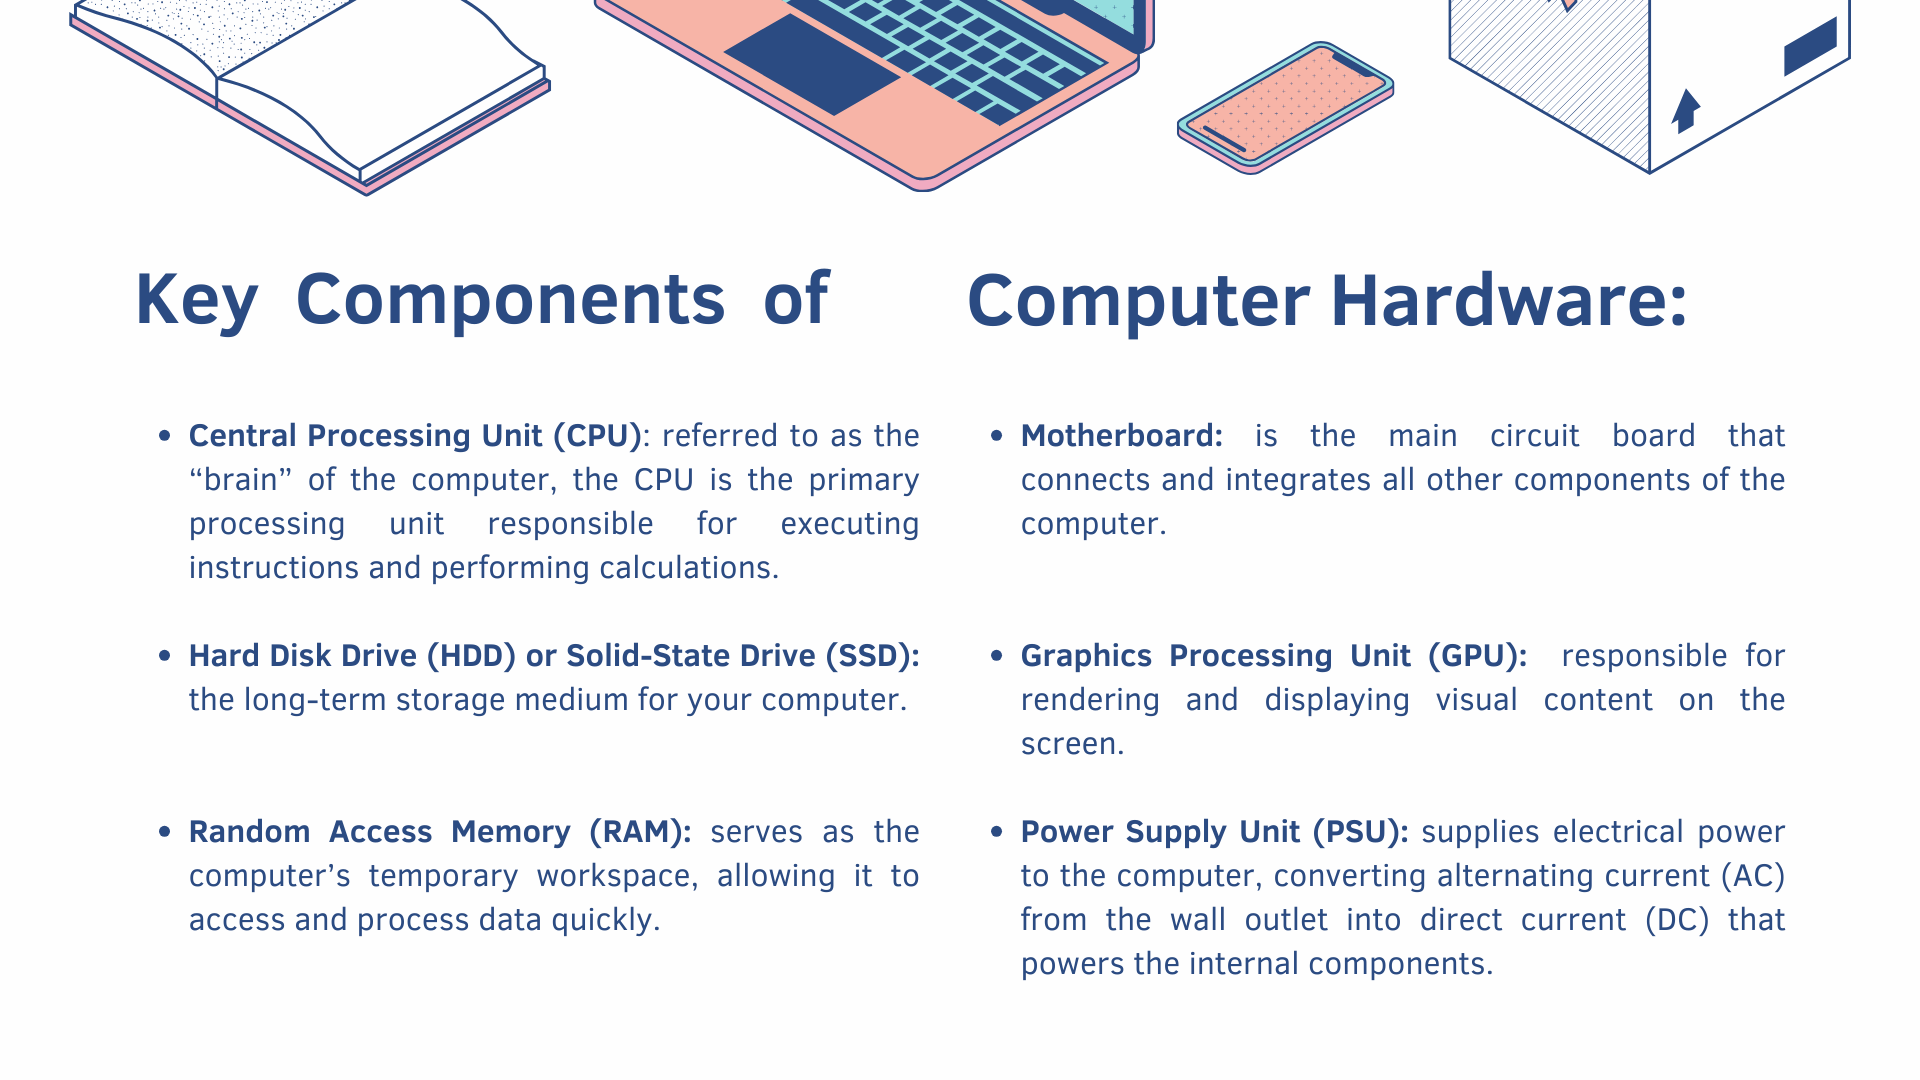 Key Components of Computer Hardware:
Central Processing Unit (CPU): referred to as the
“brain” of the computer, the CPU is the primary
processing unit responsible for executing
instructions and performing calculations.
Hard Disk Drive (HDD) or Solid-State Drive (SSD):
the long-term storage medium for your computer.
Random Access Memory (RAM): serves as the
computer’s temporary workspace, allowing it to
access and process data quickly.
Motherboard: is the main circuit board that
connects and integrates all other components of the
computer.
Graphics Processing Unit (GPU): responsible for
rendering and displaying visual content on the
screen.
Power Supply Unit (PSU): supplies electrical power
to the computer, converting alternating current (AC)
from the wall outlet into direct current (DC) that
powers the internal components.